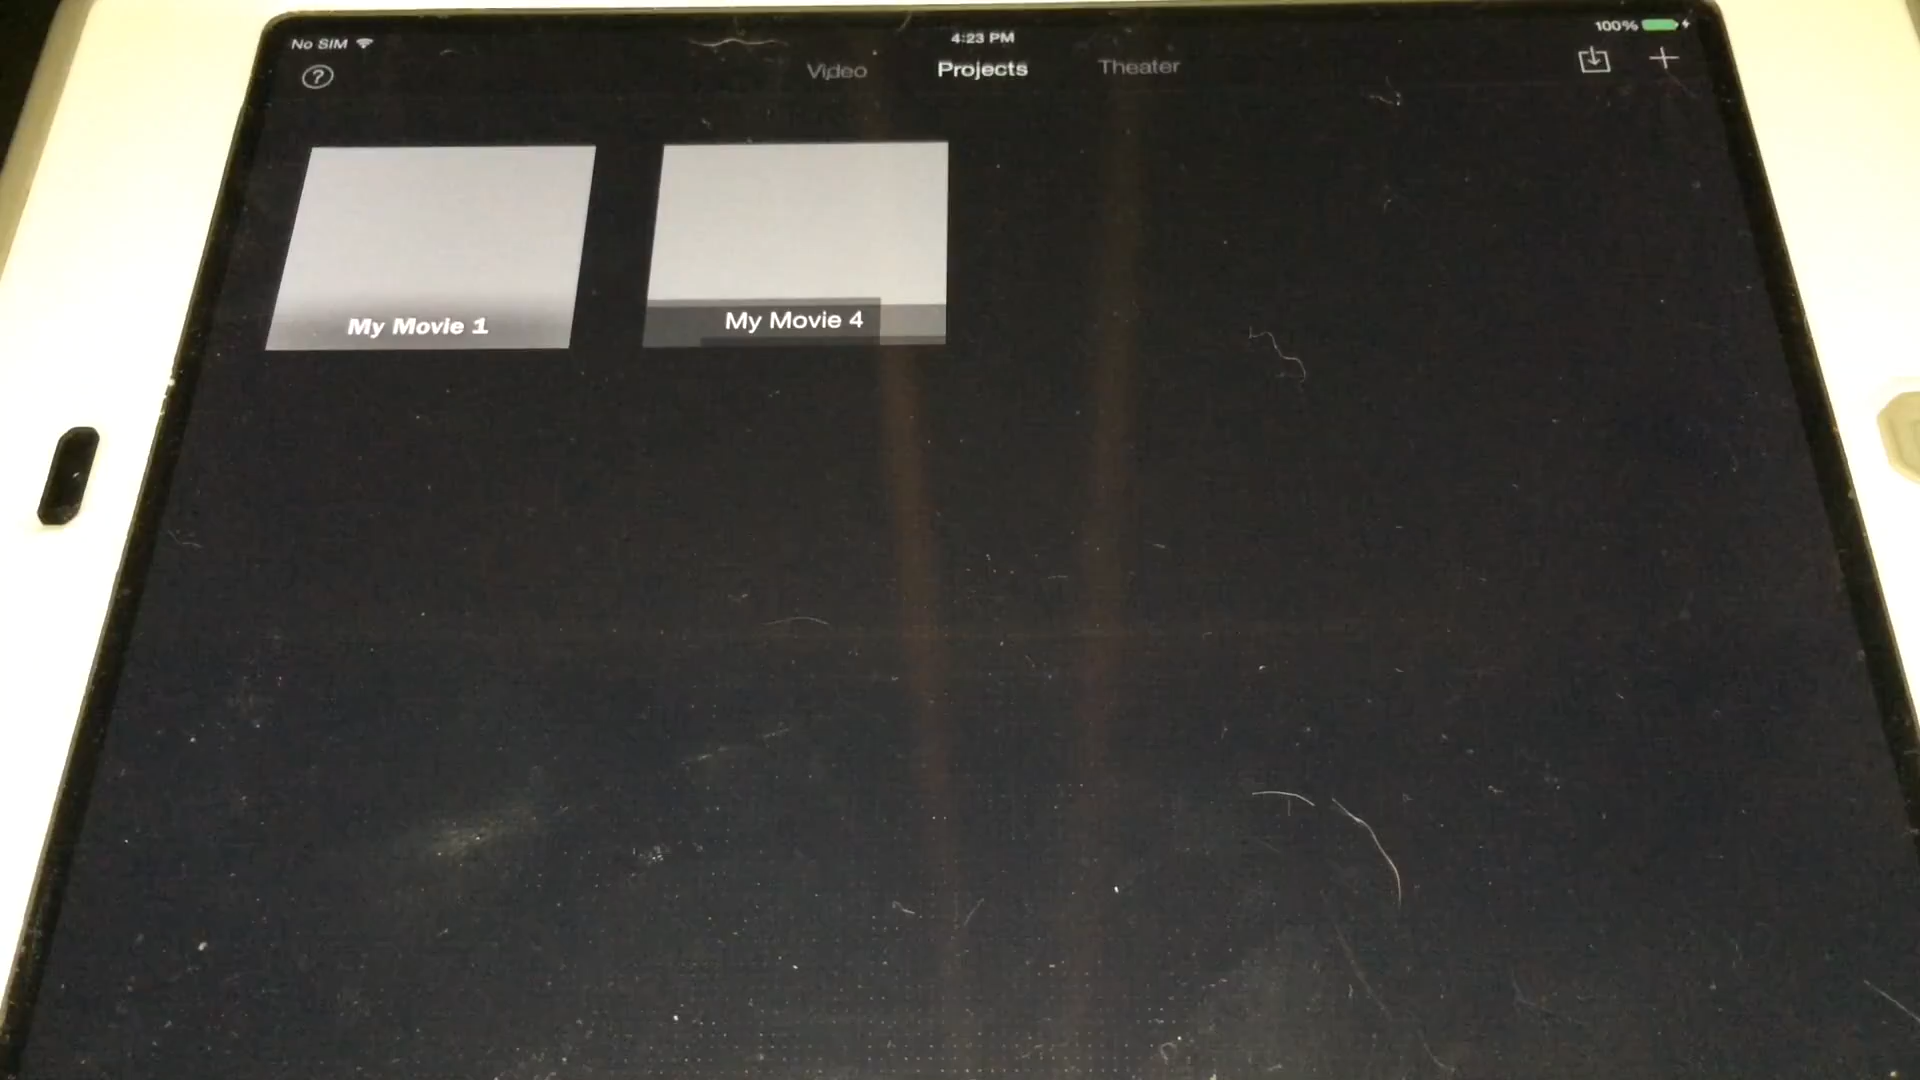 No SIM
4:23 PM
100%
?
Video
Projects
Theater
My Movie 1
My Movie 4